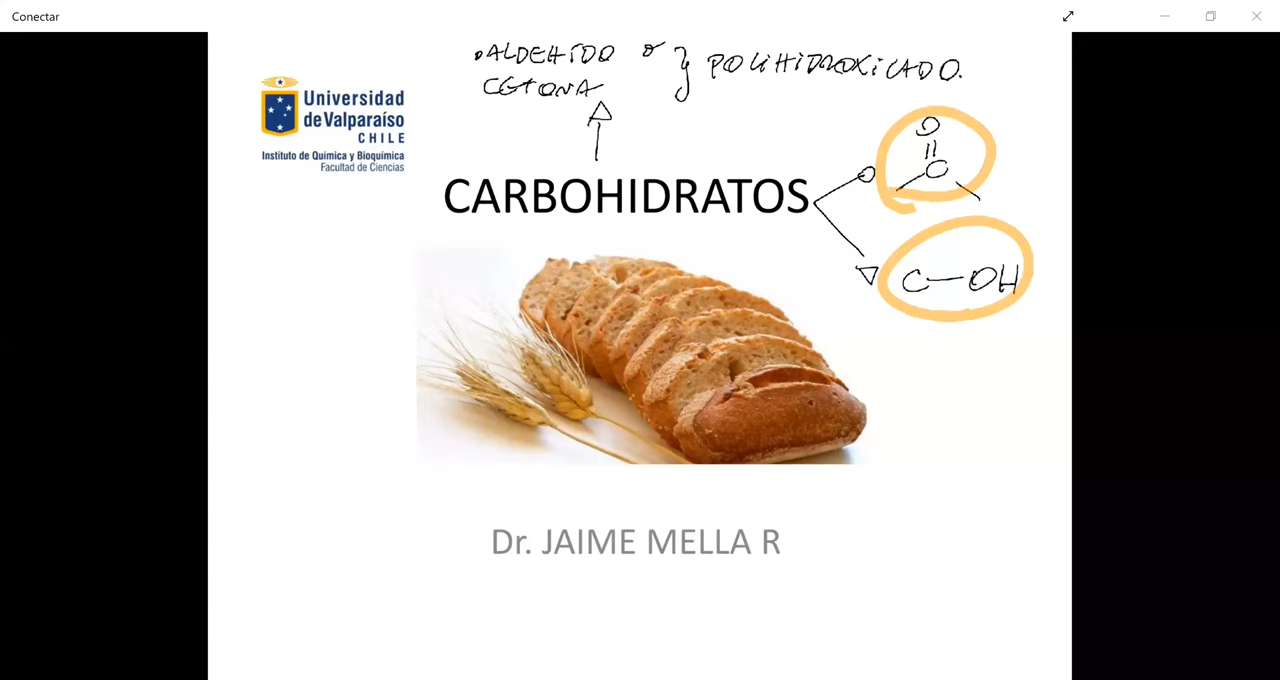 Conectar
ALDEHIDO o } POLIHIDROXICADO.
CETONA
Universidad
de Valparaíso
CHILE
Instituto de Química y Bioquímica
Facultad de Ciencias
O
C
CARBOHIDRATOS
C—OH
Dr. JAIME MELLA R